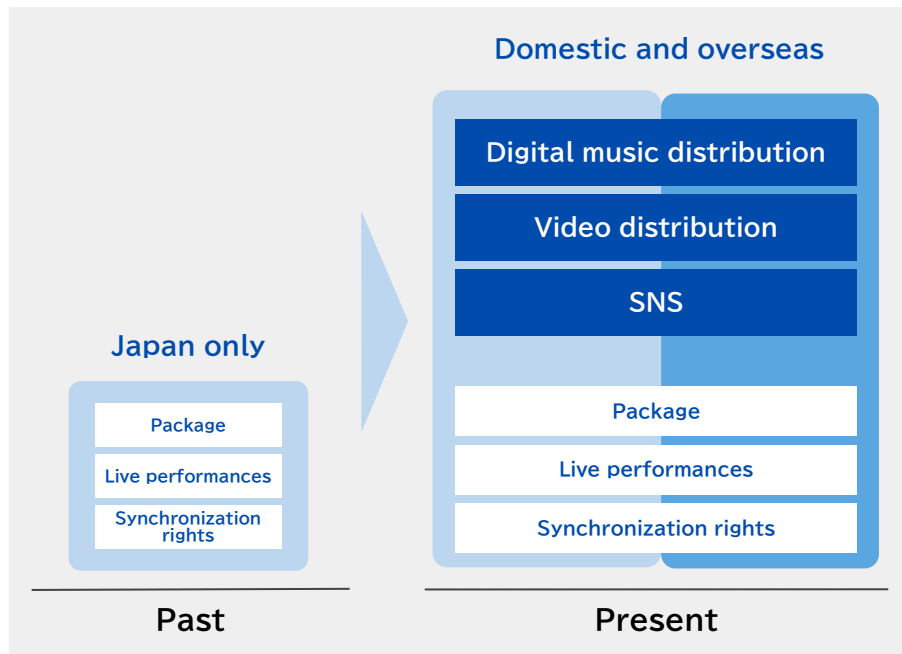 Japan only
Package
Live performances
Synchronization
rights
Past
Domestic and overseas
Digital music distribution
Video distribution
SNS
Package
Live performances
Synchronization rights
Present